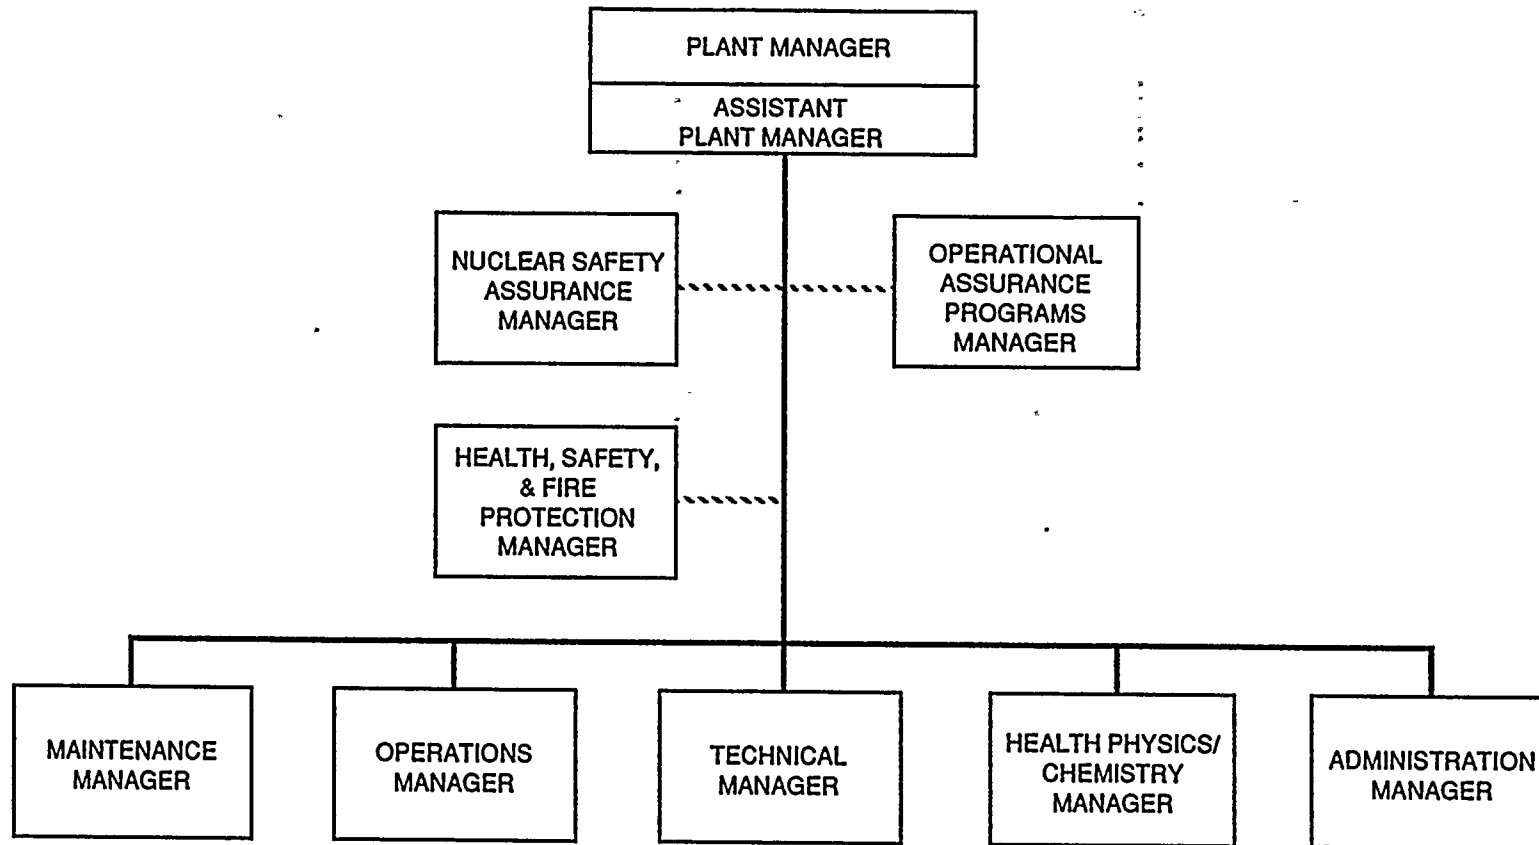 PLANT MANAGER
ASSISTANT
PLANT MANAGER
NUCLEAR SAFETY
ASSURANCE
MANAGER
OPERATIONAL
ASSURANCE
PROGRAMS
MANAGER
HEALTH, SAFETY,
& FIRE
PROTECTION
MANAGER
MAINTENANCE
MANAGER
OPERATIONS
MANAGER
TECHNICAL
MANAGER
HEALTH PHYSICS/
CHEMISTRY
MANAGER
ADMINISTRATION
MANAGER